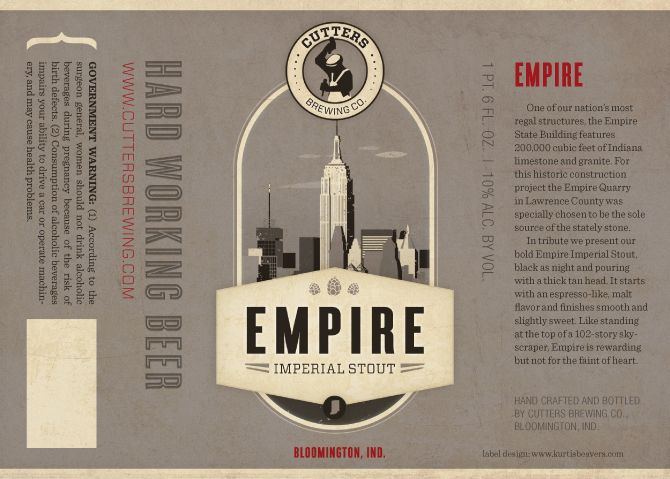 GOVERNMENT WARNING: (1) According to the
surgeon general, women should not drink alcoholic
beverages during pregnancy because of the risk of
birth defects. (2) Consumption of alcoholic beverages
impairs your ability to drive a car or operate machin-
ery, and may cause health problems.
WWW.CUTTERSBREWING.COM
HARD WORKING BEER
CUTTERS
BREWING CO.
EMPIRE
IMPERIAL STOUT
BLOOMINGTON, IND.
1 PT. 6 FL. OZ. | 10% ALC. BY VOL.
EMPIRE
One of our nation's most
regal structures, the Empire
State Building features
200,000 cubic feet of Indiana
limestone and granite. For
this historic construction
project the Empire Quarry
in Lawrence County was
specially chosen to be the sole
source of the stately stone.
In tribute we present our
bold Empire Imperial Stout,
black as night and pouring
with a thick tan head. It starts
with an espresso-like, malt
flavor and finishes smooth and
slightly sweet. Like standing
at the top of a 102-story sky-
scraper, Empire is rewarding
but not for the faint of heart.
HAND CRAFTED AND BOTTLED
BY CUTTERS BREWING CO.,
BLOOMINGTON, IND.
label design: www.kurtisbeavers.com